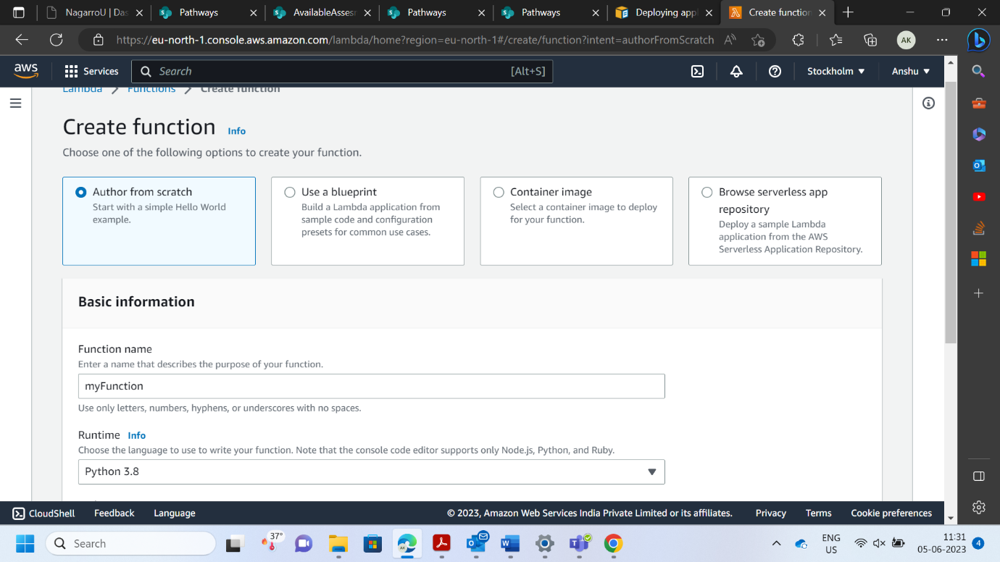 NagarroU | Das
Pathways
AvailableAssesr
Pathways
Pathways
Deploying appl
Create function
https://eu-north-1.console.aws.amazon.com/lambda/home?region=eu-north-1#/create/function?intent=authorFromScratch
AK
aws
Services
Search
[Alt+S]
Stockholm
Anshu
Lambda > Functions > Create function
Create function Info
Choose one of the following options to create your function.
Author from scratch
Start with a simple Hello World
example.
Use a blueprint
Build a Lambda application from
sample code and configuration
presets for common use cases.
Container image
Select a container image to deploy
for your function.
Browse serverless app
repository
Deploy a sample Lambda
application from the AWS
Serverless Application Repository.
Basic information
Function name
Enter a name that describes the purpose of your function.
myFunction
Use only letters, numbers, hyphens, or underscores with no spaces.
Runtime Info
Choose the language to use to write your function. Note that the console code editor supports only Node.js, Python, and Ruby.
Python 3.8
CloudShell
Feedback
Language
© 2023, Amazon Web Services India Private Limited or its affiliates.
Privacy
Terms
Cookie preferences
Search
37°
ENG
US
11:31
05-06-2023
4